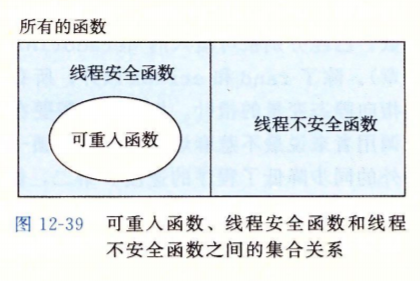 所有的函数
线程安全函数
可重入函数
线程不安全函数
图 12-39 可重入函数、线程安全函数和线程
不安全函数之间的集合关系